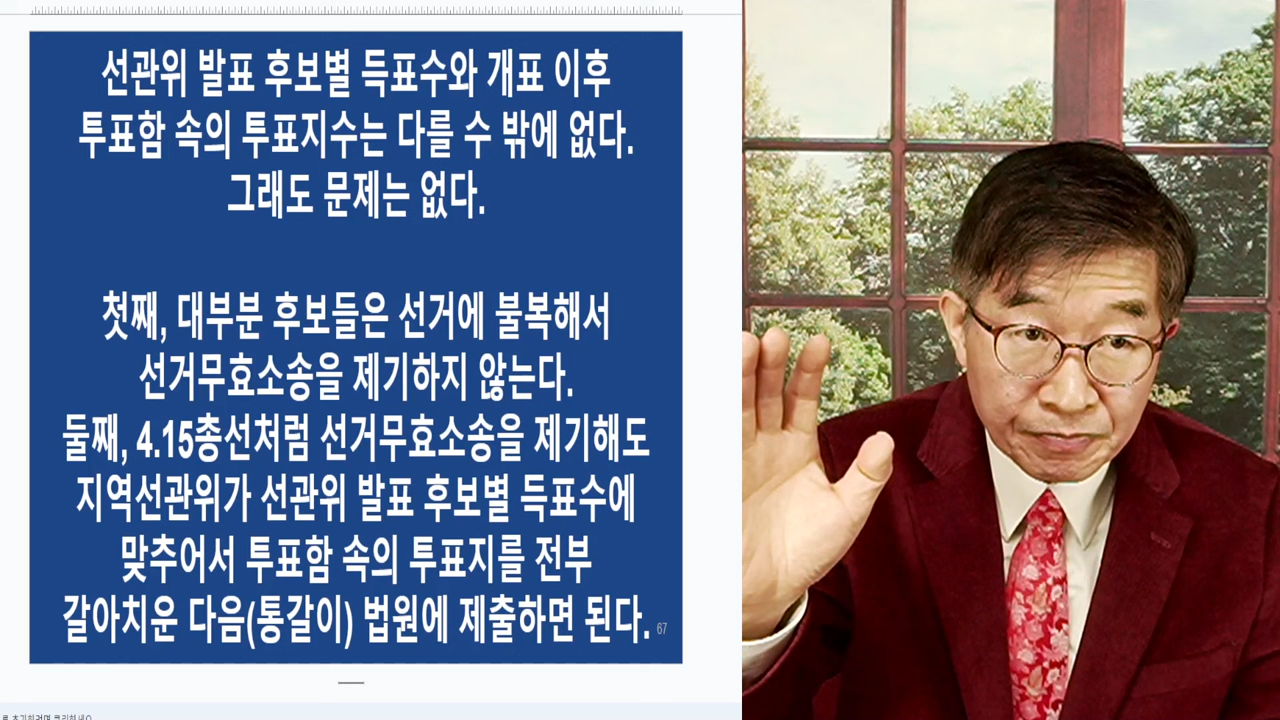 선관위 발표 후보별 득표수와 개표 이후
투표함 속의 투표지수는 다를 수 밖에 없다.
그래도 문제는 없다.
첫째, 대부분 후보들은 선거에 불복해서
선거무효소송을 제기하지 않는다.
둘째, 4.15총선처럼 선거무효소송을 제기해도
지역선관위가 선관위 발표 후보별 득표수에
맞추어서 투표함 속의 투표지를 전부
갈아치운 다음(통갈이) 법원에 제출하면 된다.
67